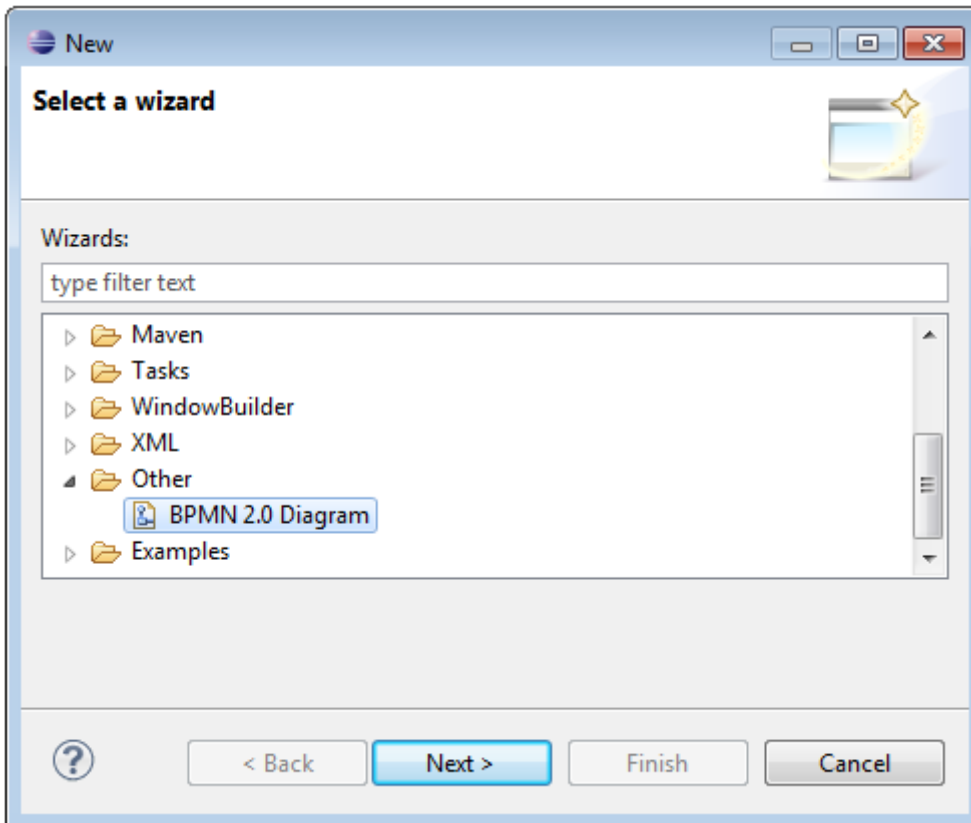 New
Select a wizard
Wizards:
type filter text
Maven
Tasks
WindowBuilder
XML
Other
BPMN 2.0 Diagram
Examples
? < Back Next > Finish Cancel